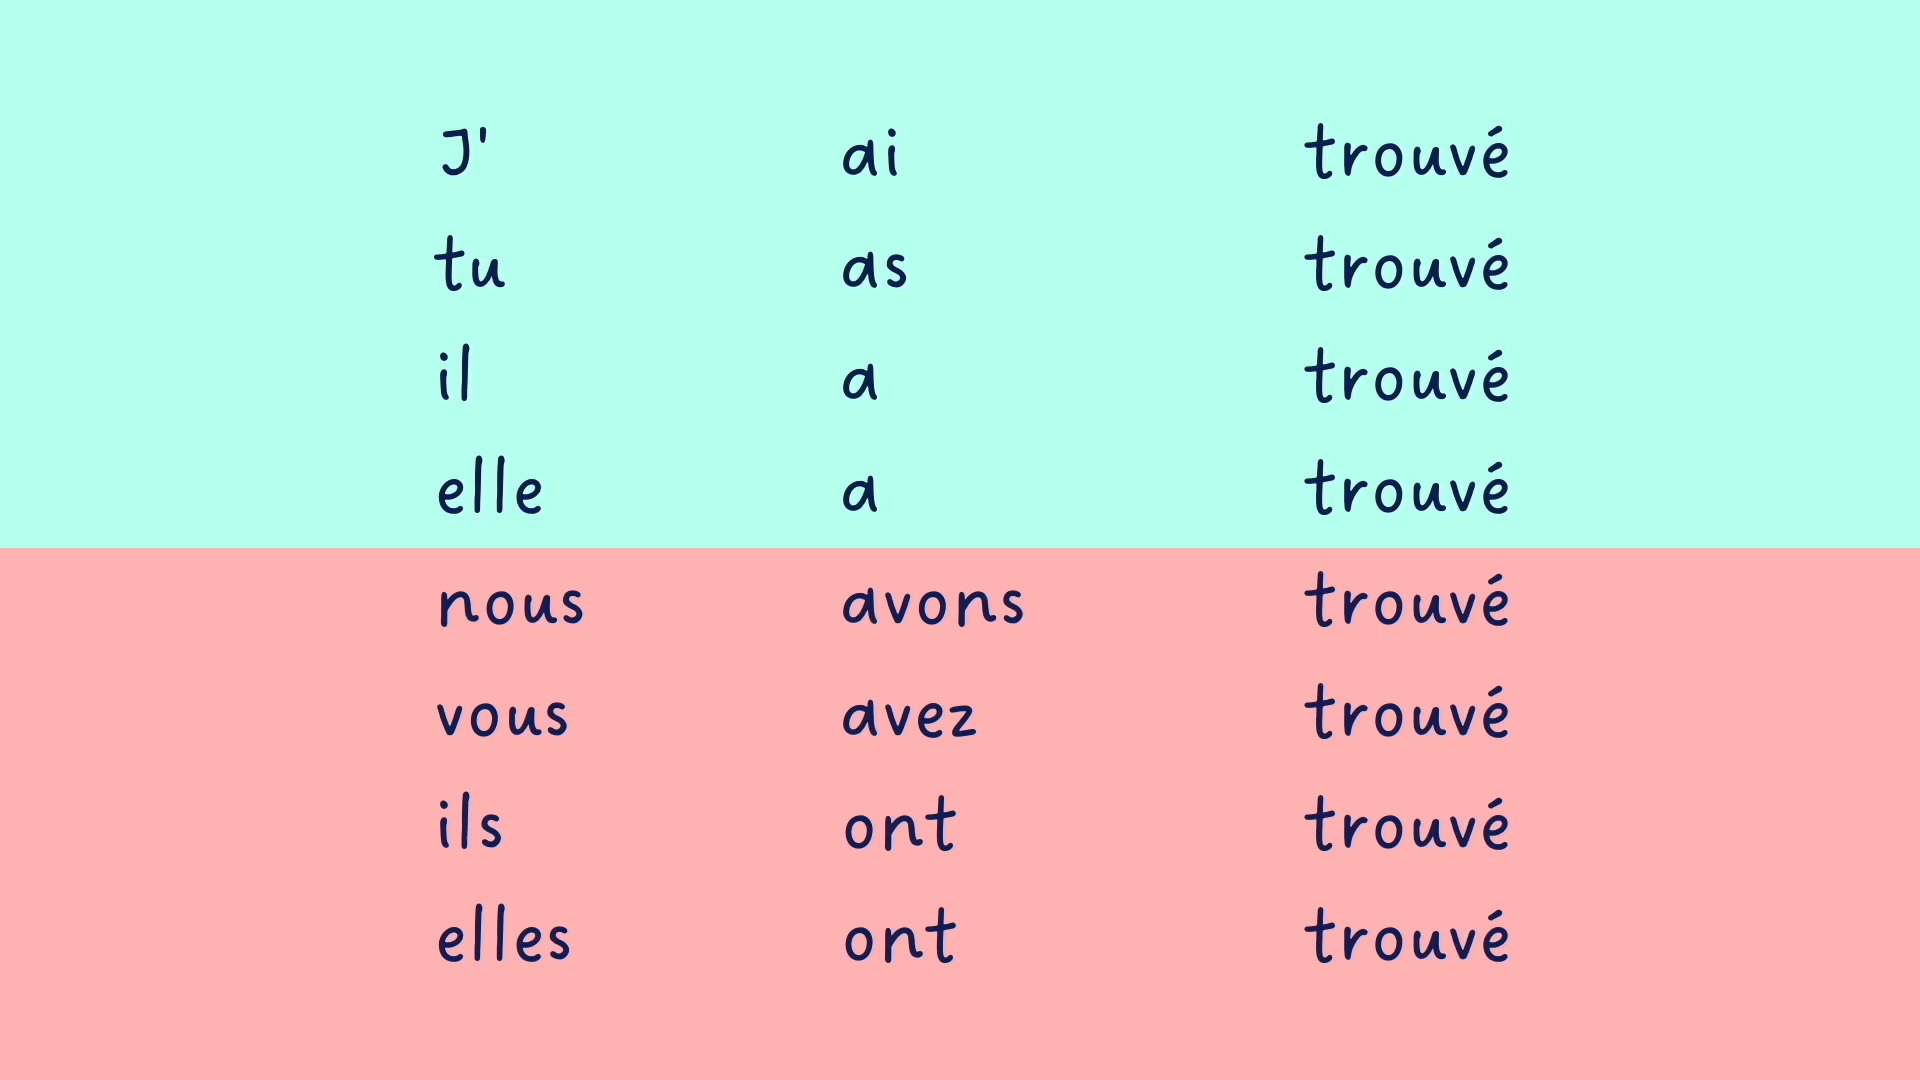 J' ai trouvé
tu as trouvé
il a trouvé
elle a trouvé
nous avons trouvé
vous avez trouvé
ils ont trouvé
elles ont trouvé